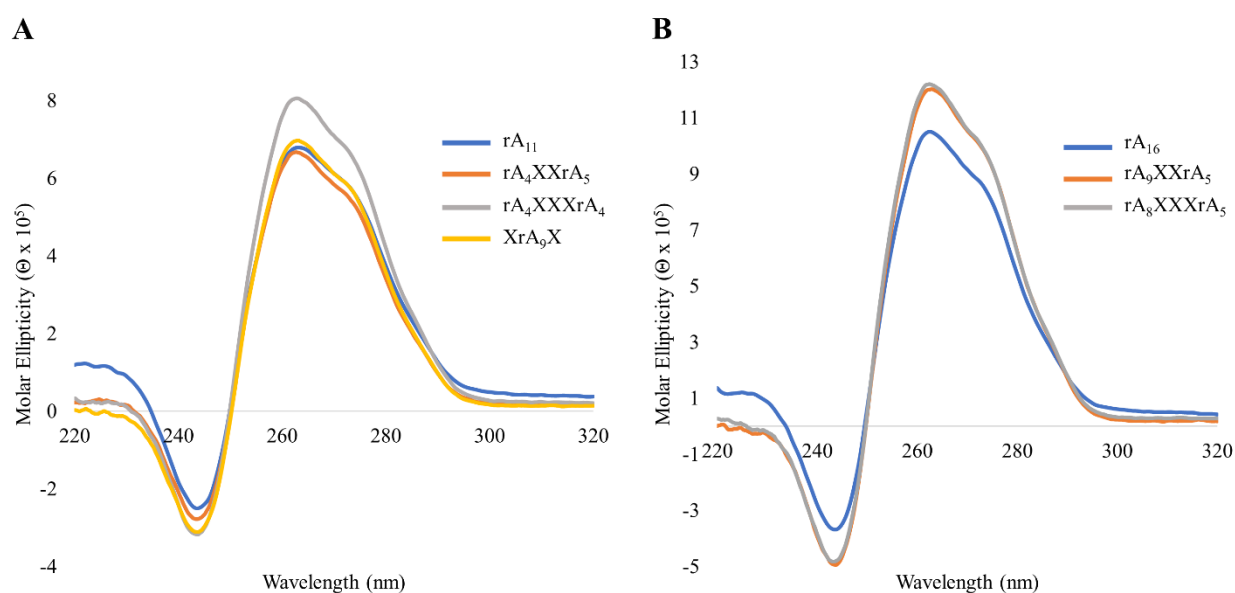 A
Molar Ellipticity (Θ x 10⁵)
8
6
4
2
0
-2
-4
220
240
260
280
300
320
Wavelength (nm)
rA₁₁
rA₄XXrA₅
rA₄XXXrA₄
XrA₉X
B
Molar Ellipticity (Θ x 10⁵)
13
11
9
7
5
3
1
-1
-3
-5
220
240
260
280
300
320
Wavelength (nm)
rA₁₆
rA₉XXrA₅
rA₈XXXrA₅